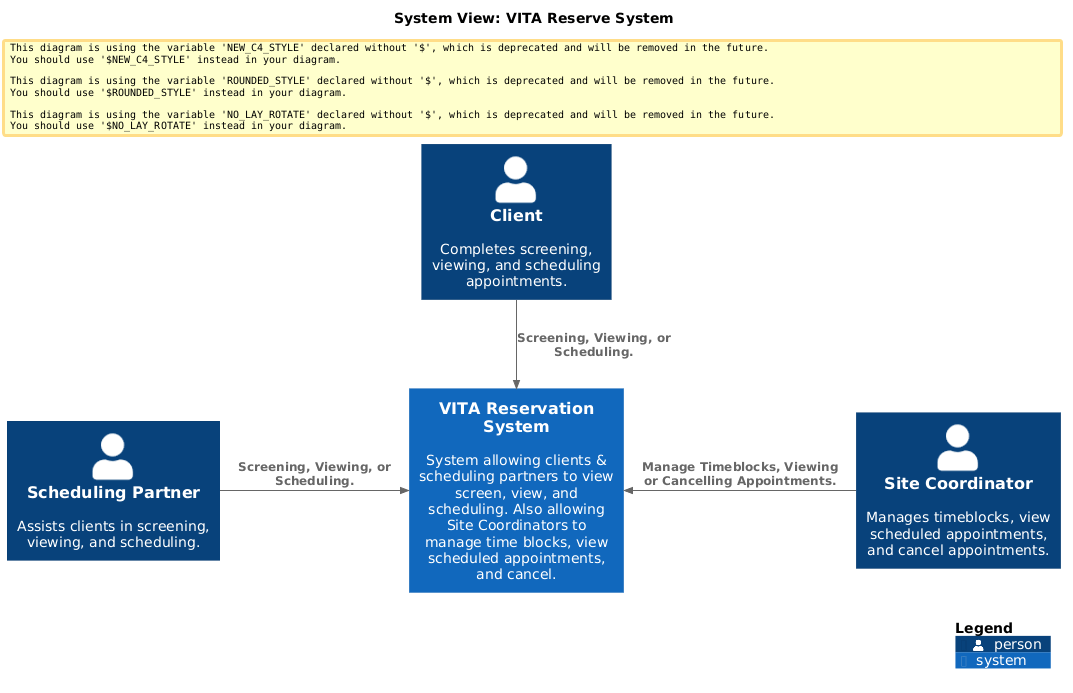 System View: VITA Reserve System
This diagram is using the variable 'NEW_C4_STYLE' declared without '$', which is deprecated and will be removed in the future.
You should use '$NEW_C4_STYLE' instead in your diagram.
This diagram is using the variable 'ROUNDED_STYLE' declared without '$', which is deprecated and will be removed in the future.
You should use '$ROUNDED_STYLE' instead in your diagram.
This diagram is using the variable 'NO_LAY_ROTATE' declared without '$', which is deprecated and will be removed in the future.
You should use '$NO_LAY_ROTATE' instead in your diagram.
Client
Completes screening,
viewing, and scheduling
appointments.
Screening, Viewing, or
Scheduling.
Scheduling Partner
Assists clients in screening,
viewing, and scheduling.
Screening, Viewing, or
Scheduling.
VITA Reservation
System
System allowing clients &
scheduling partners to view
screen, view, and
scheduling. Also allowing
Site Coordinators to
manage time blocks, view
scheduled appointments,
and cancel.
Manage Timeblocks, Viewing
or Cancelling Appointments.
Site Coordinator
Manages timeblocks, view
scheduled appointments,
and cancel appointments.
Legend
person
system